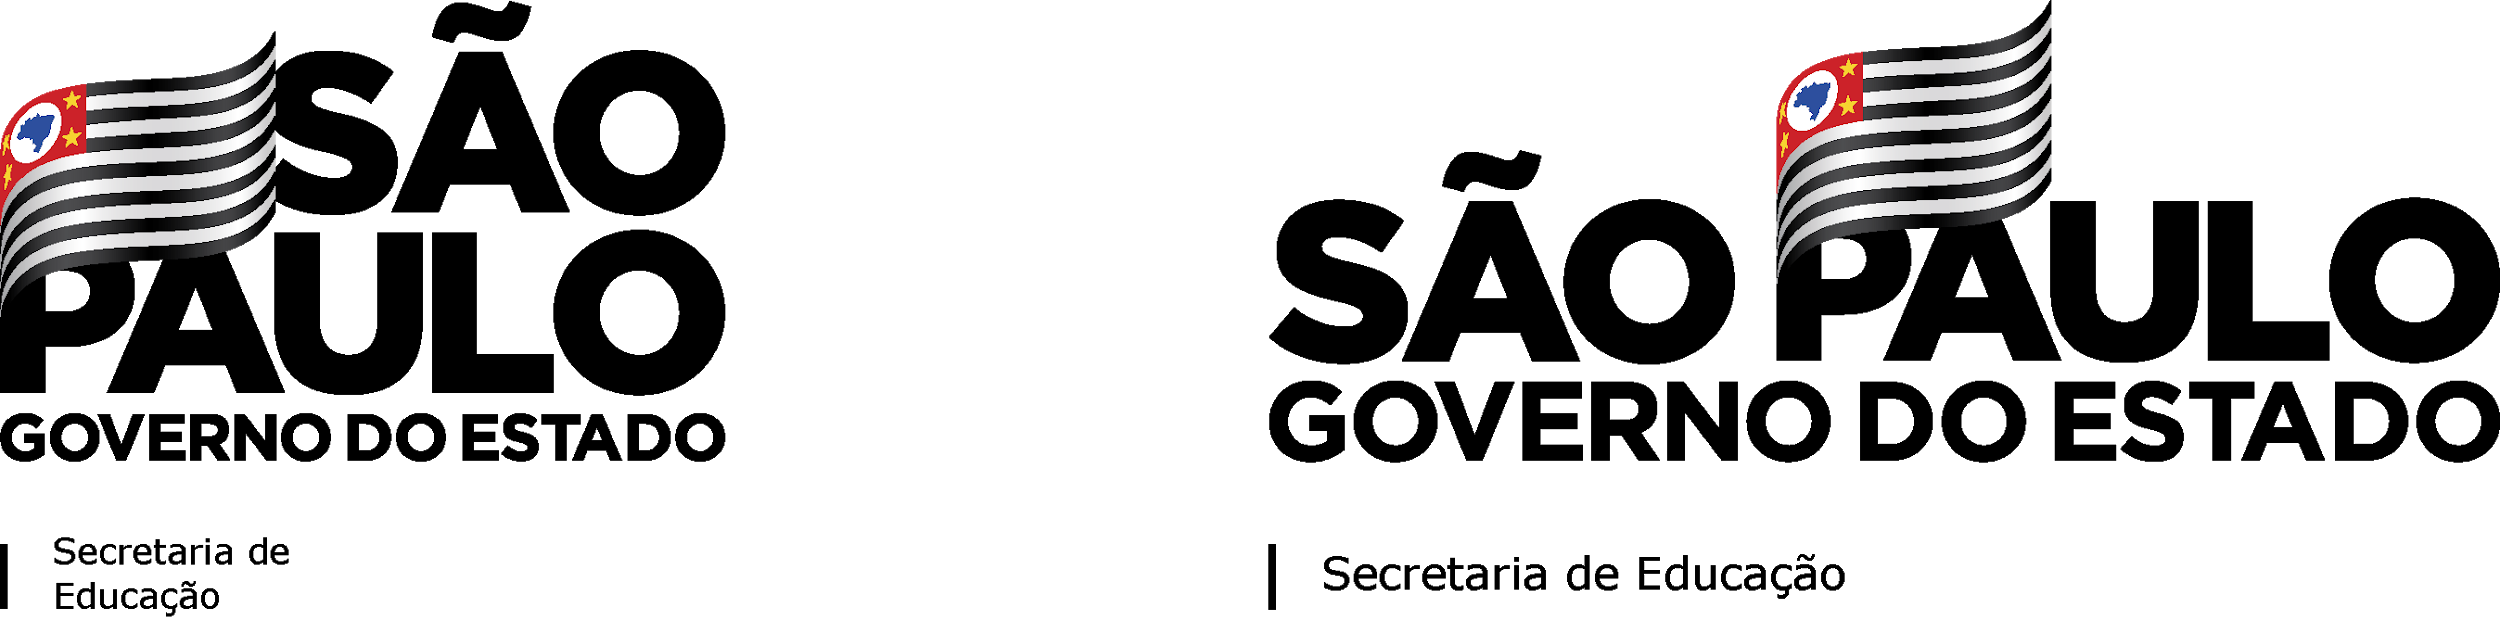 SÃO
PAULO
GOVERNO DO ESTADO
Secretaria de
Educação
SÃO PAULO
GOVERNO DO ESTADO
Secretaria de Educação